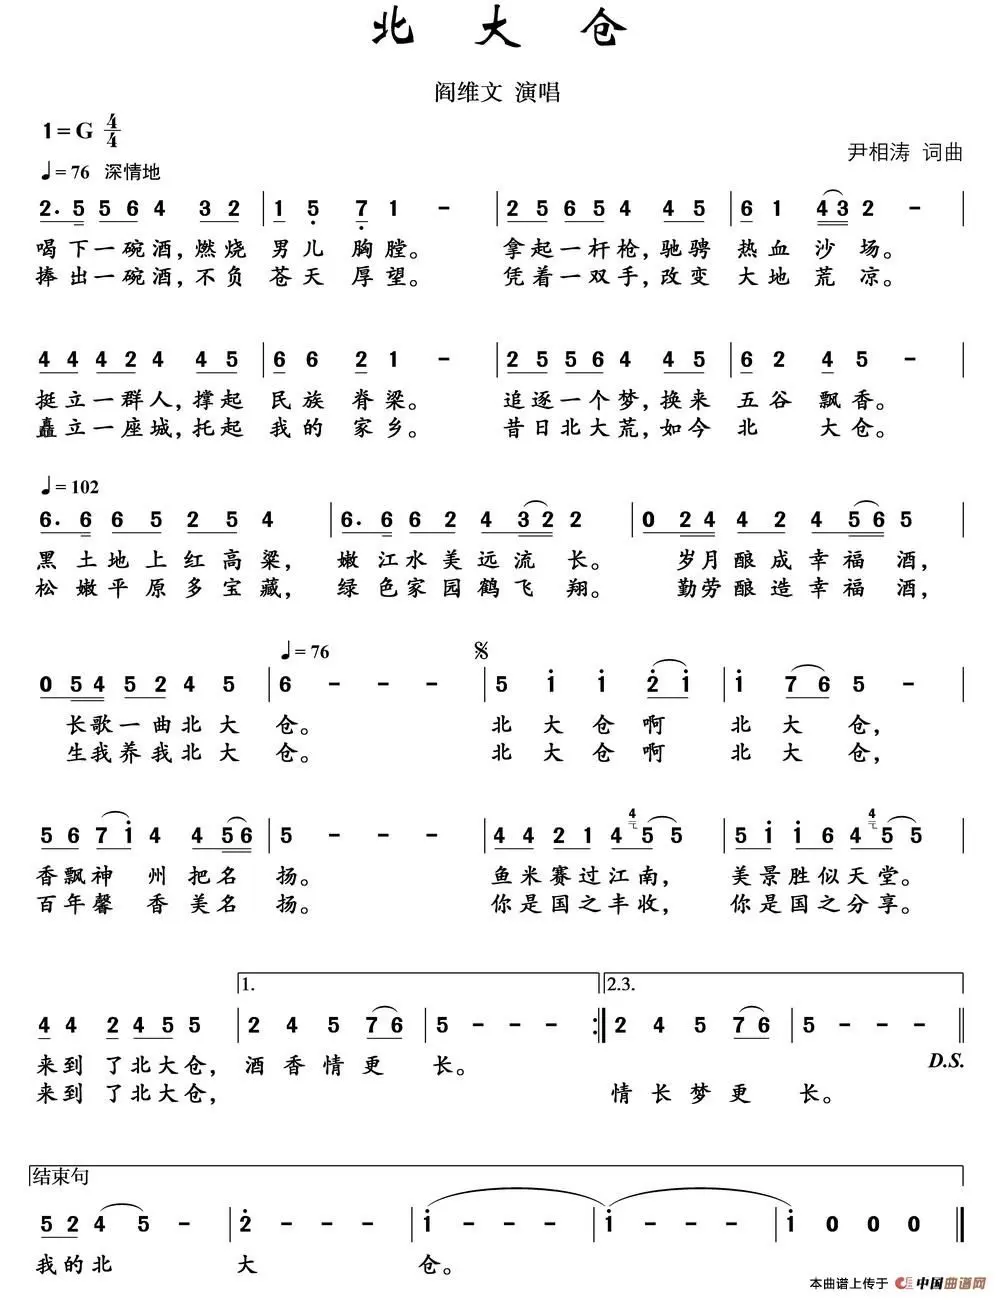 北 大 仓
阎维文 演唱
1=G 4/4
尹相涛 词曲
♩=76 深情地
2· 5 5 6 4 3 2 | 1 5 7 1 - | 2 5 6 5 4 4 5 | 6 1 4 3 2 - |
喝下一碗酒,燃烧 男儿 胸膛。 拿起一杆枪,驰骋 热血 沙场。
捧出一碗酒,不负 苍天 厚望。 凭着一双手,改变 大地 荒凉。
4 4 4 2 4 4 5 | 6 6 2 1 - | 2 5 5 6 4 4 5 | 6 2 4 5 - |
挺立一群人,撑起 民族 脊梁。 追逐一个梦,换来 五谷 飘香。
矗立一座城,托起 我的 家乡。 昔日北大荒,如今 北 大仓。
♩=102
6· 6 6 5 2 5 4 | 6· 6 6 2 4 3 2 2 | 0 2 4 4 2 4 5 6 5 |
黑土地上红高粱, 嫩江水美远流 长。 岁月酿成幸福酒,
松嫩平原多宝藏, 绿色家园鹤飞 翔。 勤劳酿造幸福酒,
♩=76 𝄋
0 5 4 5 2 4 5 | 6 - - - | 5 i i 2 i | i 7 6 5 - |
长歌一曲北大 仓。 北大仓啊 北大仓,
生我养我北大 仓。 北大仓啊 北大仓,
5 6 7 i 4 4 5 6 | 5 - - - | 4 4 2 1 4 4 5 5 | 5 i i 6 4 4 5 5 |
香飘神 州把名 扬。 鱼米赛过江南, 美景胜似天堂。
百年馨 香美名 扬。 你是国之丰收, 你是国之分享。
1. 2.3.
4 4 2 4 5 5 | 2 4 5 7 6 | 5 - - - :| 2 4 5 7 6 | 5 - - - ||
来到 了北大仓, 酒香情更 长。 D.S.
来到 了北大仓, 情长梦更 长。
结束句
5 2 4 5 - | 2 - - - | i - - - | i - - - | i 0 0 0 ||
我的北 大 仓。
本曲谱上传于 中国曲谱网